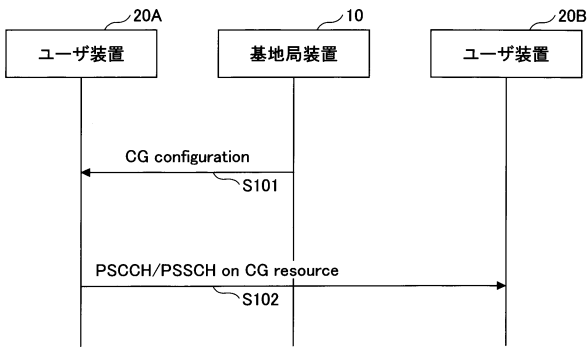 20A
10
20B
ユーザ装置
基地局装置
ユーザ装置
CG configuration
S101
PSCCH/PSSCH on CG resource
S102